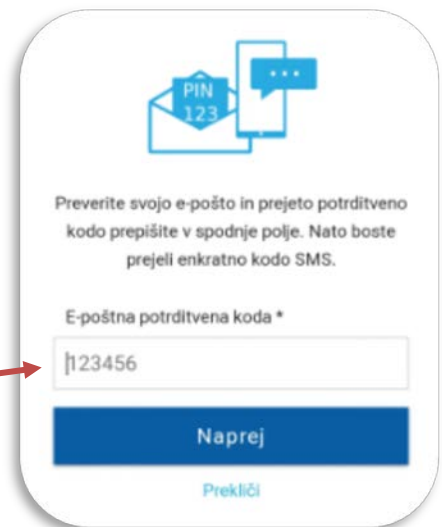 PIN
123
Preverite svojo e-pošto in prejeto potrditveno
kodo prepišite v spodnje polje. Nato boste
prejeli enkratno kodo SMS.
E-poštna potrditvena koda *
123456
Naprej
Prekliči